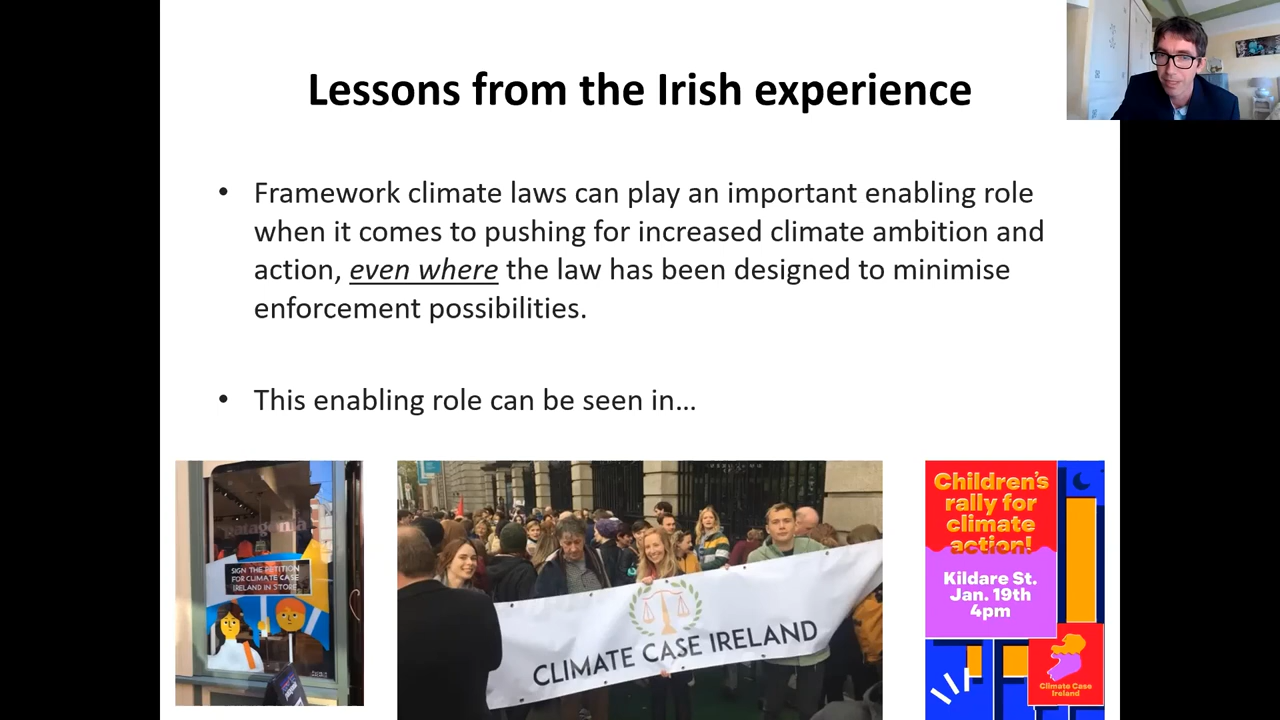 Lessons from the Irish experience
• Framework climate laws can play an important enabling role
when it comes to pushing for increased climate ambition and
action, even where the law has been designed to minimise
enforcement possibilities.
• This enabling role can be seen in…
Patagonia
SIGN THE PETITION
FOR CLIMATE CASE
IRELAND IN STORE
CLIMATE CASE IRELAND
Children's
rally for
climate
action!
Kildare St.
Jan. 19th
4pm
Climate Case
Ireland